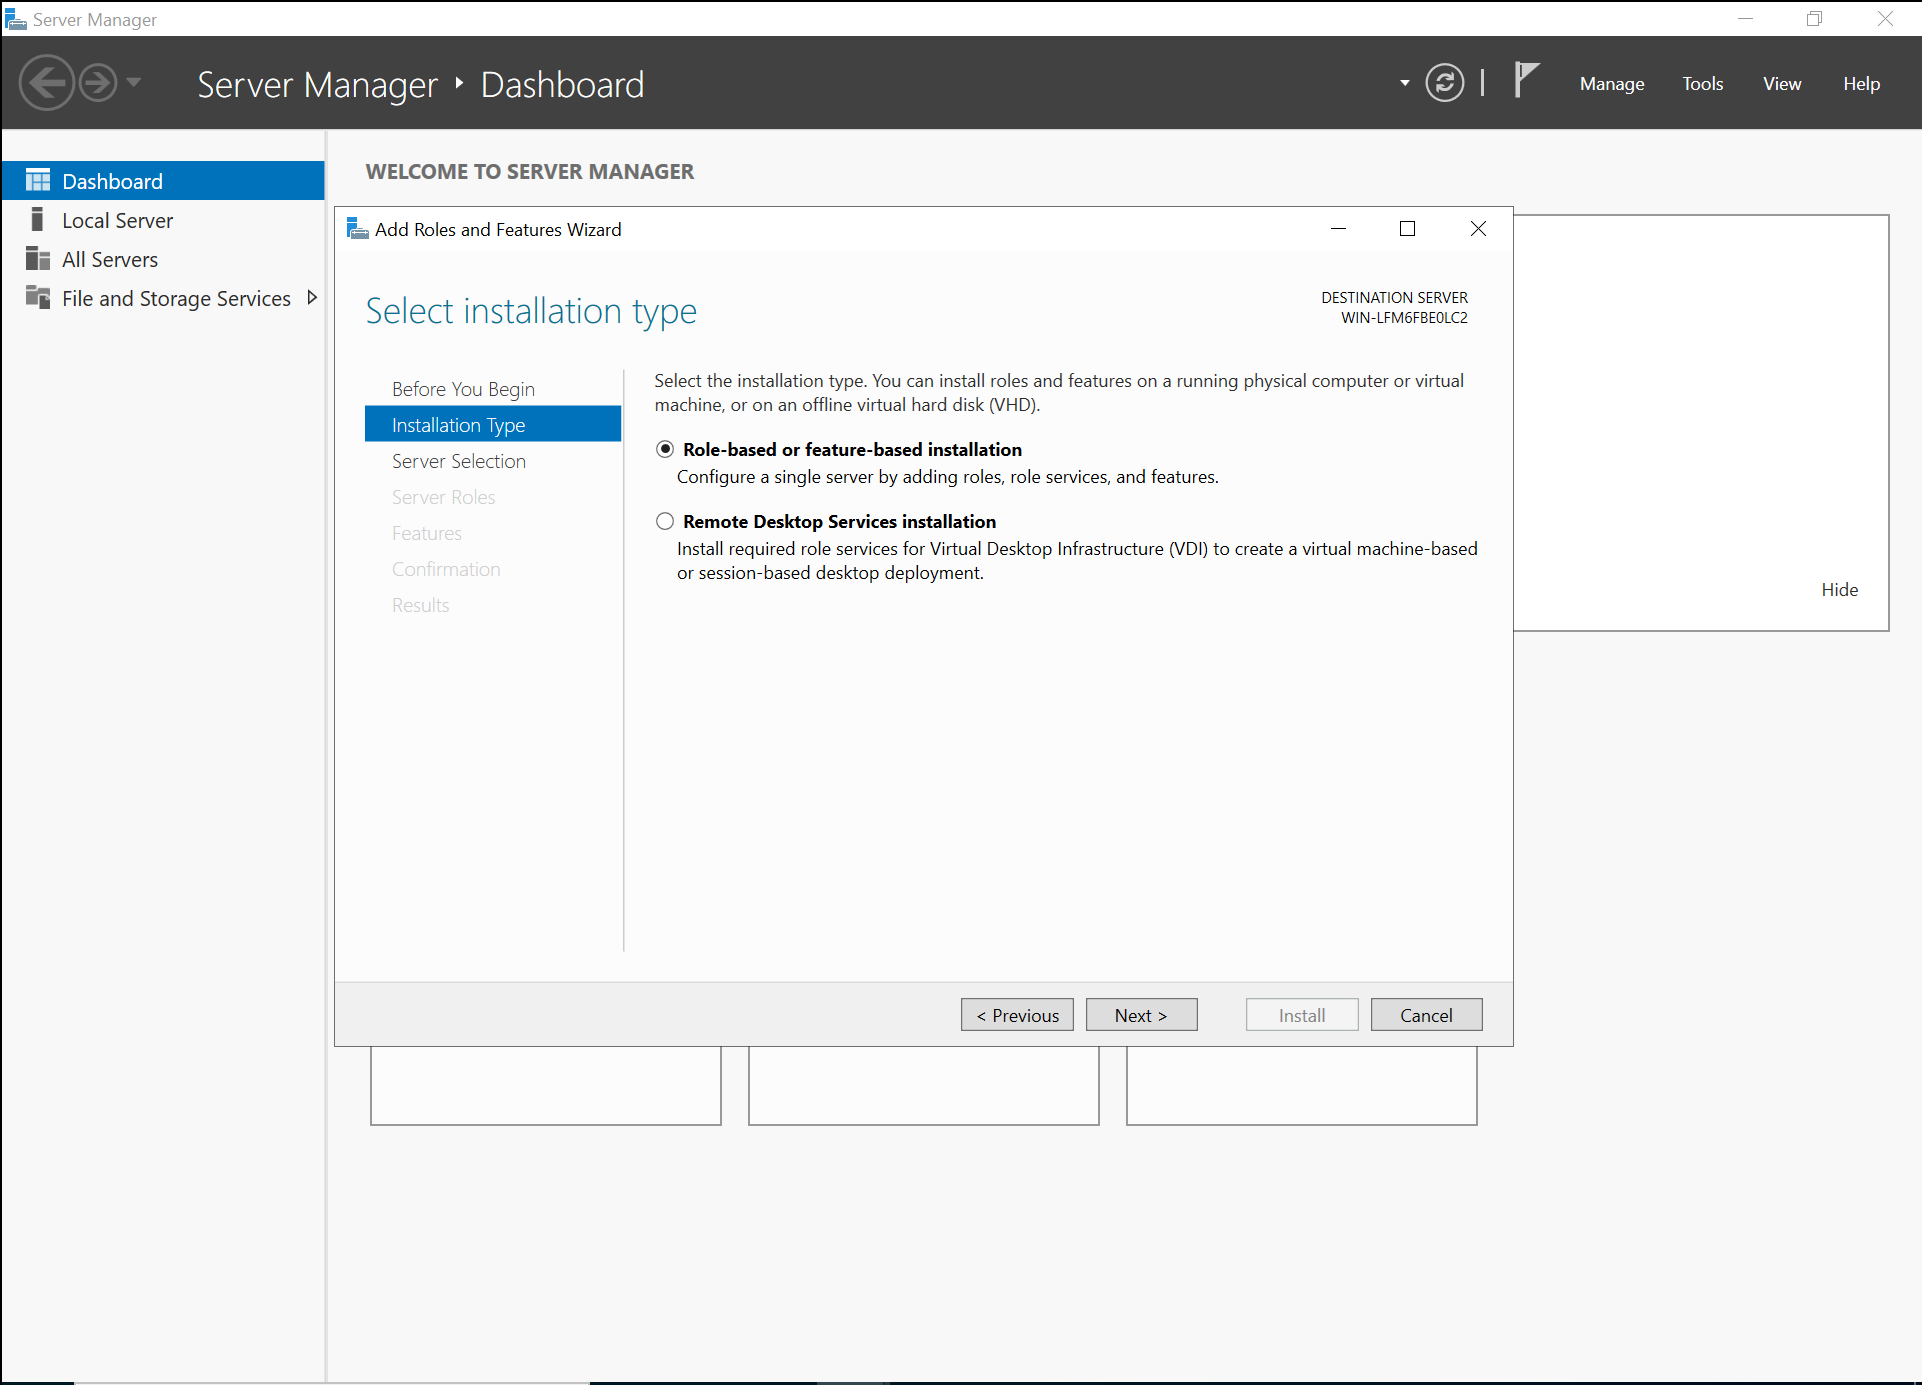 Server Manager
Server Manager ‣ Dashboard
Manage Tools View Help
Dashboard
Local Server
All Servers
File and Storage Services
WELCOME TO SERVER MANAGER
Add Roles and Features Wizard
Select installation type
DESTINATION SERVER
WIN-LFM6FBE0LC2
Before You Begin
Installation Type
Server Selection
Server Roles
Features
Confirmation
Results
Select the installation type. You can install roles and features on a running physical computer or virtual
machine, or on an offline virtual hard disk (VHD).
Role-based or feature-based installation
Configure a single server by adding roles, role services, and features.
Remote Desktop Services installation
Install required role services for Virtual Desktop Infrastructure (VDI) to create a virtual machine-based
or session-based desktop deployment.
Hide
< Previous Next > Install Cancel